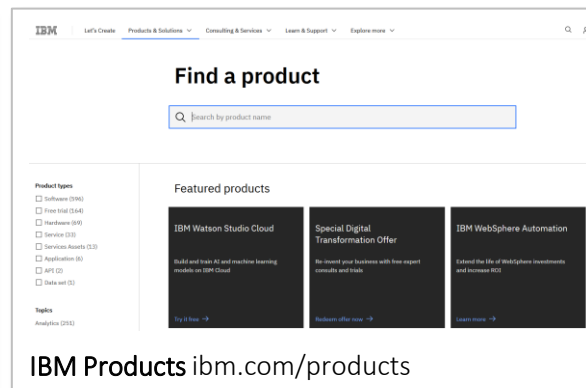 IBM
Let's Create
Products & Solutions
Consulting & Services
Learn & Support
Explore more
Find a product
Search by product name
Product types
Software (596)
Free trial (164)
Hardware (69)
Service (33)
Services Assets (13)
Application (6)
API (2)
Data set (1)
Topics
Analytics (251)
Featured products
IBM Watson Studio Cloud
Build and train AI and machine learning
models on IBM Cloud
Try it free →
Special Digital
Transformation Offer
Re-invent your business with free expert
consults and trials
Redeem offer now →
IBM WebSphere Automation
Extend the life of WebSphere investments
and increase ROI
Learn more →
IBM Products ibm.com/products